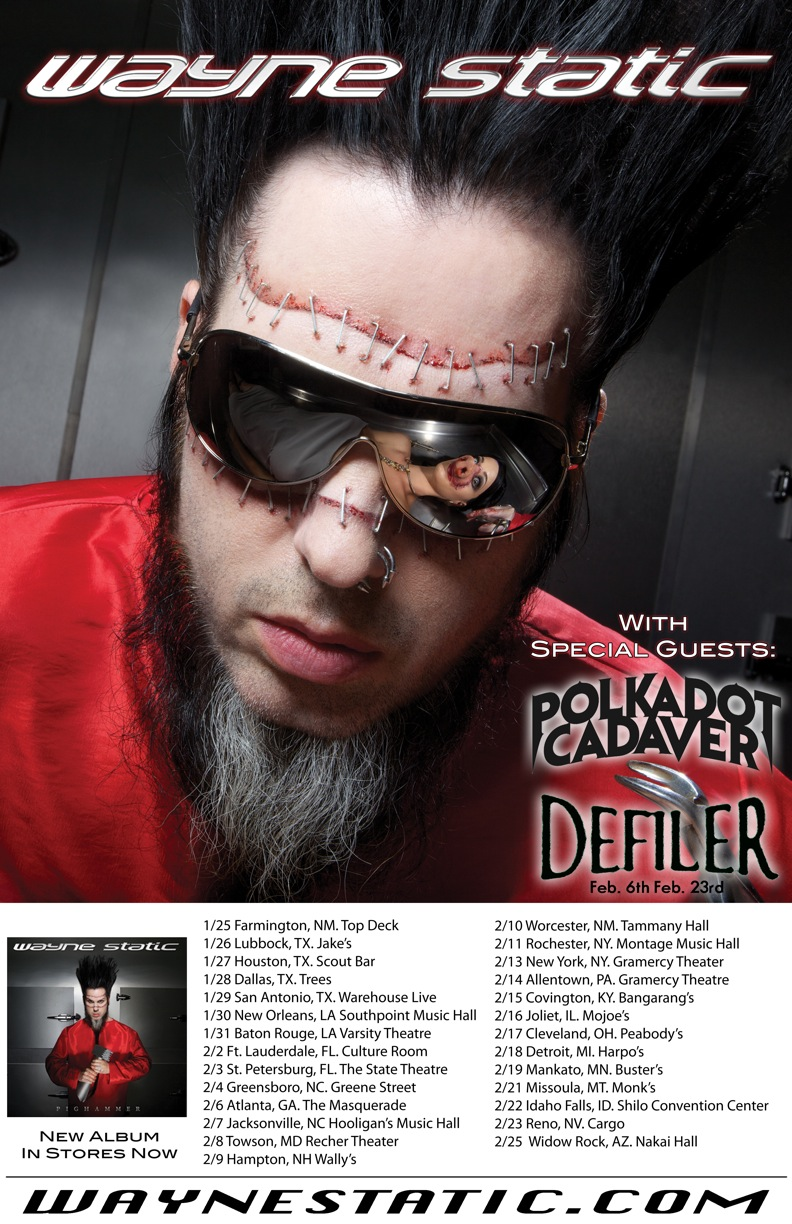 wayne static
WITH
SPECIAL GUESTS:
POLKADOT
CADAVER
DEFILER
Feb. 6th Feb. 23rd
1/25 Farmington, NM. Top Deck
1/26 Lubbock, TX. Jake's
1/27 Houston, TX. Scout Bar
1/28 Dallas, TX. Trees
1/29 San Antonio, TX. Warehouse Live
1/30 New Orleans, LA Southpoint Music Hall
1/31 Baton Rouge, LA Varsity Theatre
2/2 Ft. Lauderdale, FL. Culture Room
2/3 St. Petersburg, FL. The State Theatre
2/4 Greensboro, NC. Greene Street
2/6 Atlanta, GA. The Masquerade
2/7 Jacksonville, NC Hooligan's Music Hall
2/8 Towson, MD Recher Theater
2/9 Hampton, NH Wally's
2/10 Worcester, NM. Tammany Hall
2/11 Rochester, NY. Montage Music Hall
2/13 New York, NY. Gramercy Theater
2/14 Allentown, PA. Gramercy Theatre
2/15 Covington, KY. Bangarang's
2/16 Joliet, IL. Mojoe's
2/17 Cleveland, OH. Peabody's
2/18 Detroit, MI. Harpo's
2/19 Mankato, MN. Buster's
2/21 Missoula, MT. Monk's
2/22 Idaho Falls, ID. Shilo Convention Center
2/23 Reno, NV. Cargo
2/25 Widow Rock, AZ. Nakai Hall
wayne static
PIGHAMMER
NEW ALBUM
IN STORES NOW
WAYNESTATIC.COM